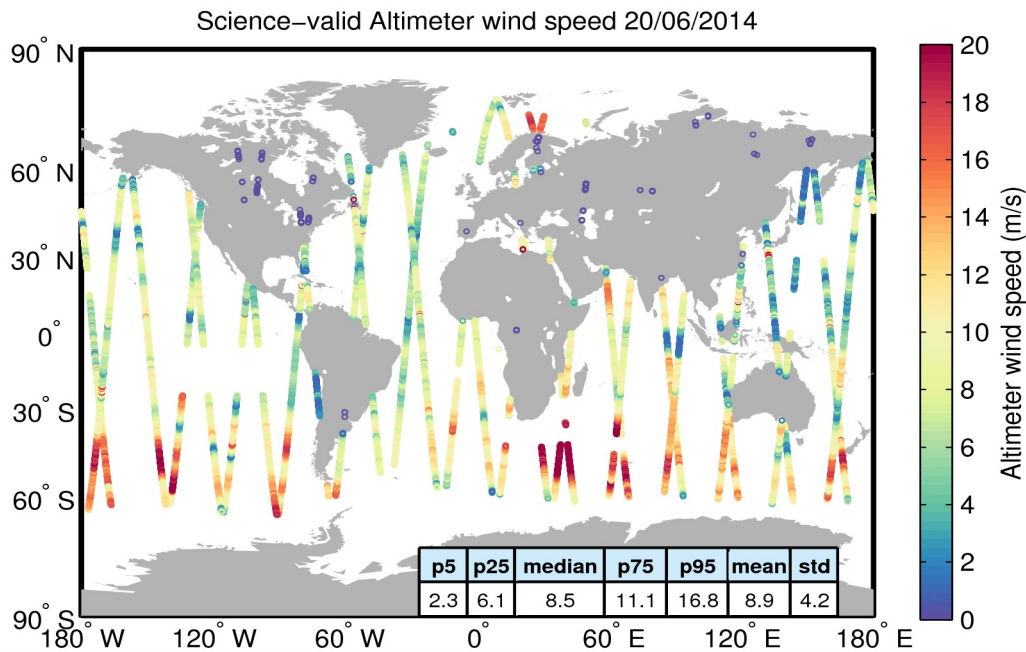 Science−valid Altimeter wind speed 20/06/2014
90° N
60° N
30° N
0°
30° S
60° S
90° S
180° W
120° W
60° W
0°
60° E
120° E
180° E
p5 p25 median p75 p95 mean std
2.3 6.1 8.5 11.1 16.8 8.9 4.2
20
18
16
14
12
10
8
6
4
2
0
Altimeter wind speed (m/s)